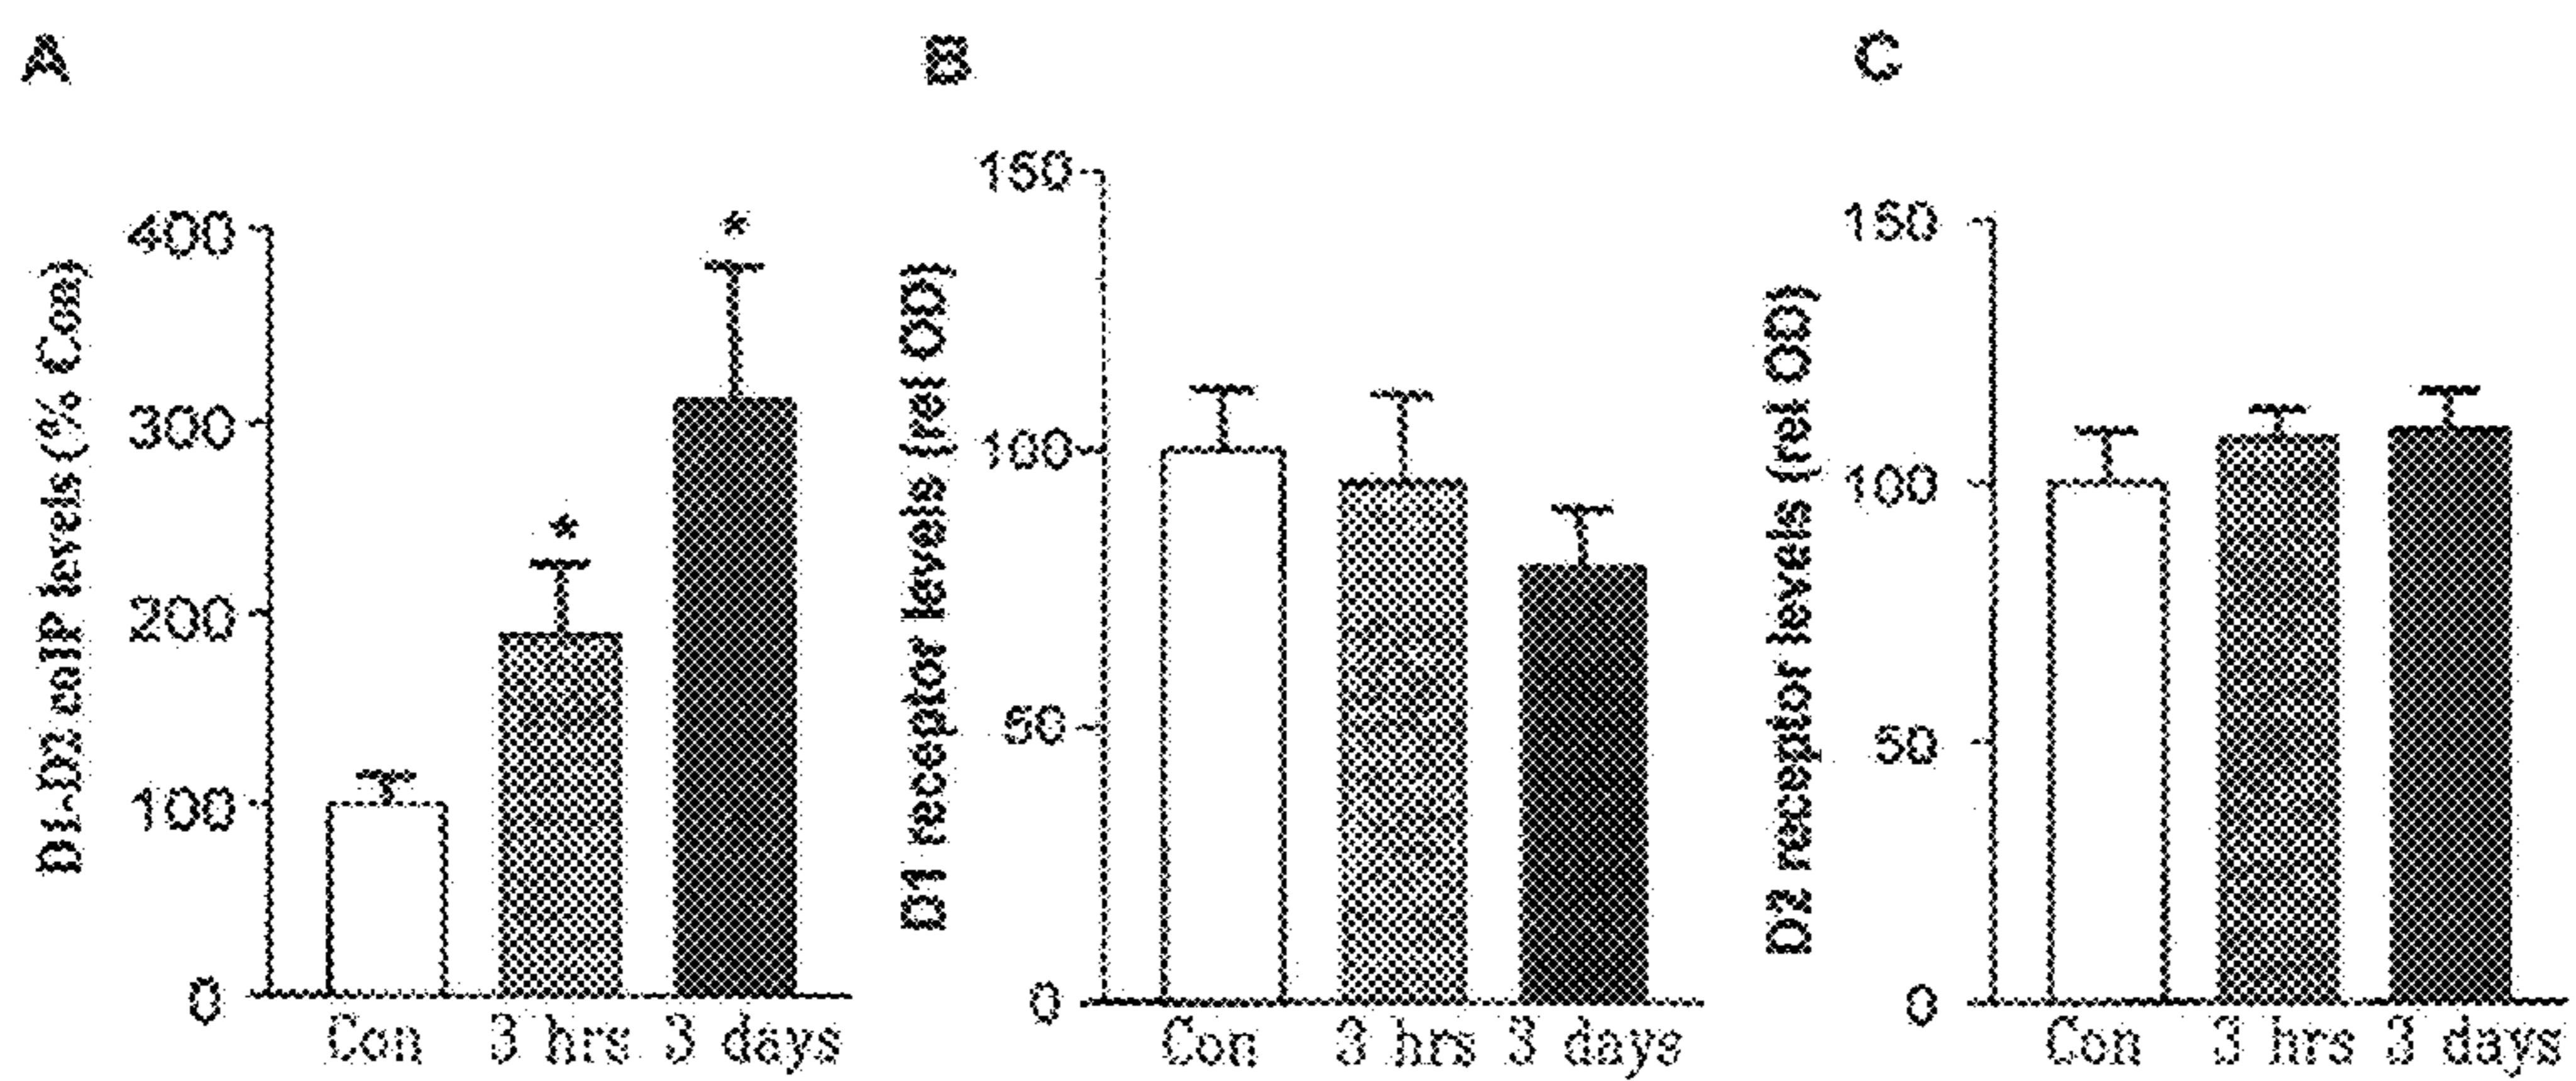 A
D1-D2 coIP levels (% Con)
400
300
200
100
0
*
*
Con 3 hrs 3 days
B
D1 receptor levels (rel OD)
150
100
50
0
Con 3 hrs 3 days
C
D2 receptor levels (rel OD)
150
100
50
0
Con 3 hrs 3 days